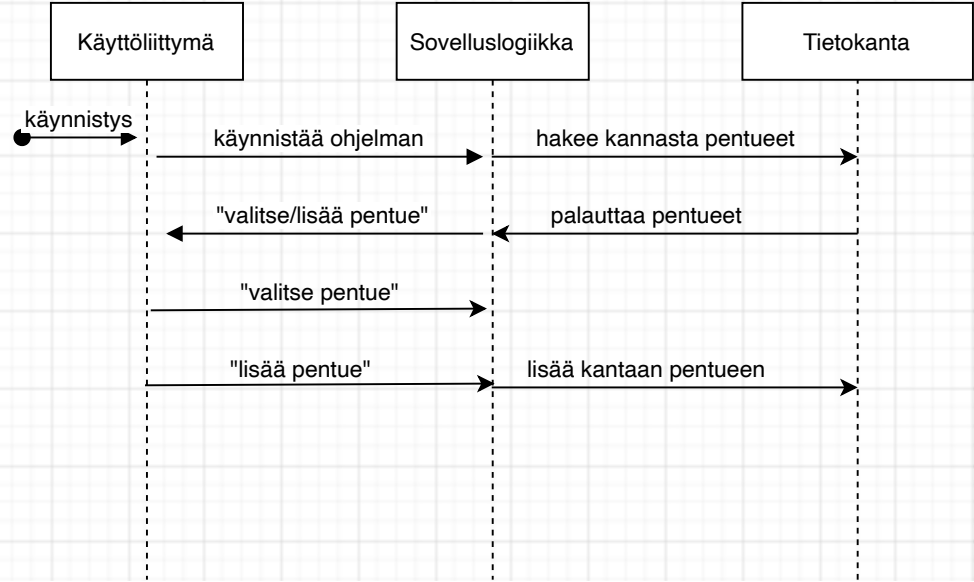 Käyttöliittymä
Sovelluslogiikka
Tietokanta
käynnistys
käynnistää ohjelman
hakee kannasta pentueet
"valitse/lisää pentue"
palauttaa pentueet
"valitse pentue"
"lisää pentue"
lisää kantaan pentueen